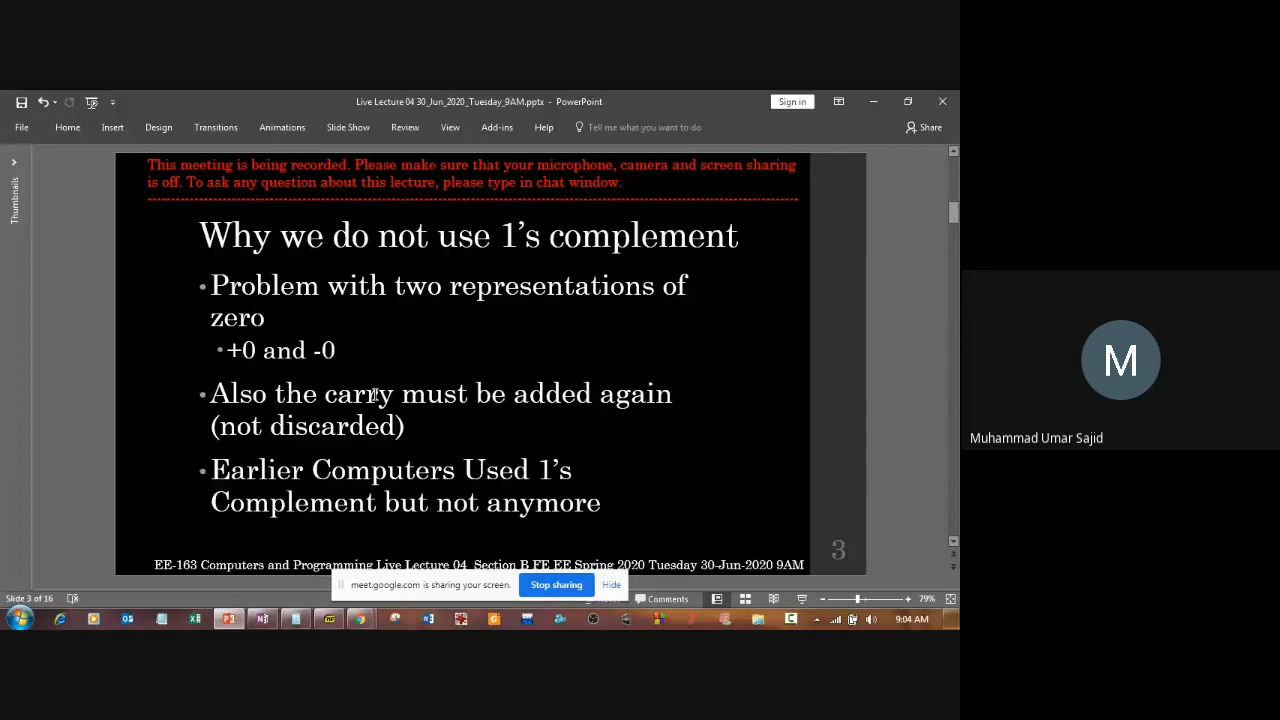 Live Lecture 04 30_Jun_2020_Tuesday_9AM.pptx - PowerPoint
Sign in
File Home Insert Design Transitions Animations Slide Show Review View Add-ins Help Tell me what you want to do Share
Thumbnails
This meeting is being recorded. Please make sure that your microphone, camera and screen sharing
is off. To ask any question about this lecture, please type in chat window.
Why we do not use 1's complement
• Problem with two representations of
zero
• +0 and -0
• Also the carry must be added again
(not discarded)
• Earlier Computers Used 1's
Complement but not anymore
3
EE-163 Computers and Programming Live Lecture 04 Section B FE EE Spring 2020 Tuesday 30-Jun-2020 9AM
meet.google.com is sharing your screen. Stop sharing Hide
Slide 3 of 16 Comments 79%
9:04 AM
M
Muhammad Umar Sajid